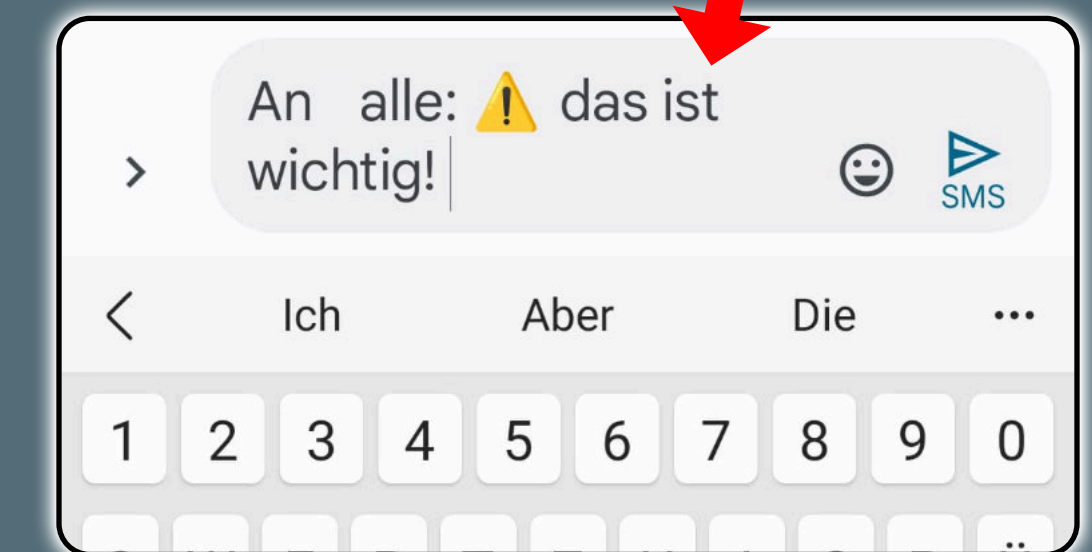 An   alle: ⚠️ das ist
wichtig!
SMS
Ich Aber Die ...
1 2 3 4 5 6 7 8 9 0